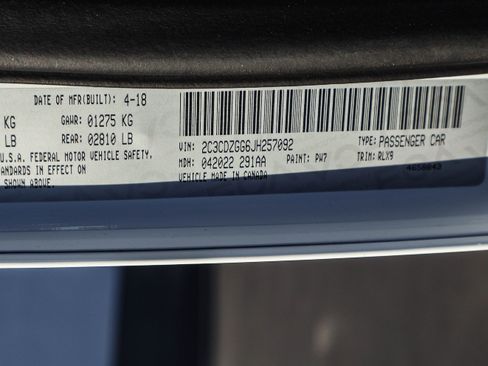 DATE OF MFR(BUILT): 4-18
KG GAWR: 01275 KG
LB REAR: 02810 LB
U.S.A. FEDERAL MOTOR VEHICLE SAFETY,
STANDARDS IN EFFECT ON
SHOWN ABOVE.
VIN: 2C3CDZGG6JH257092 TYPE: PASSENGER CAR
MDH: 042022 291AA PAINT: PW7 TRIM: RLX9
VEHICLE MADE IN CANADA